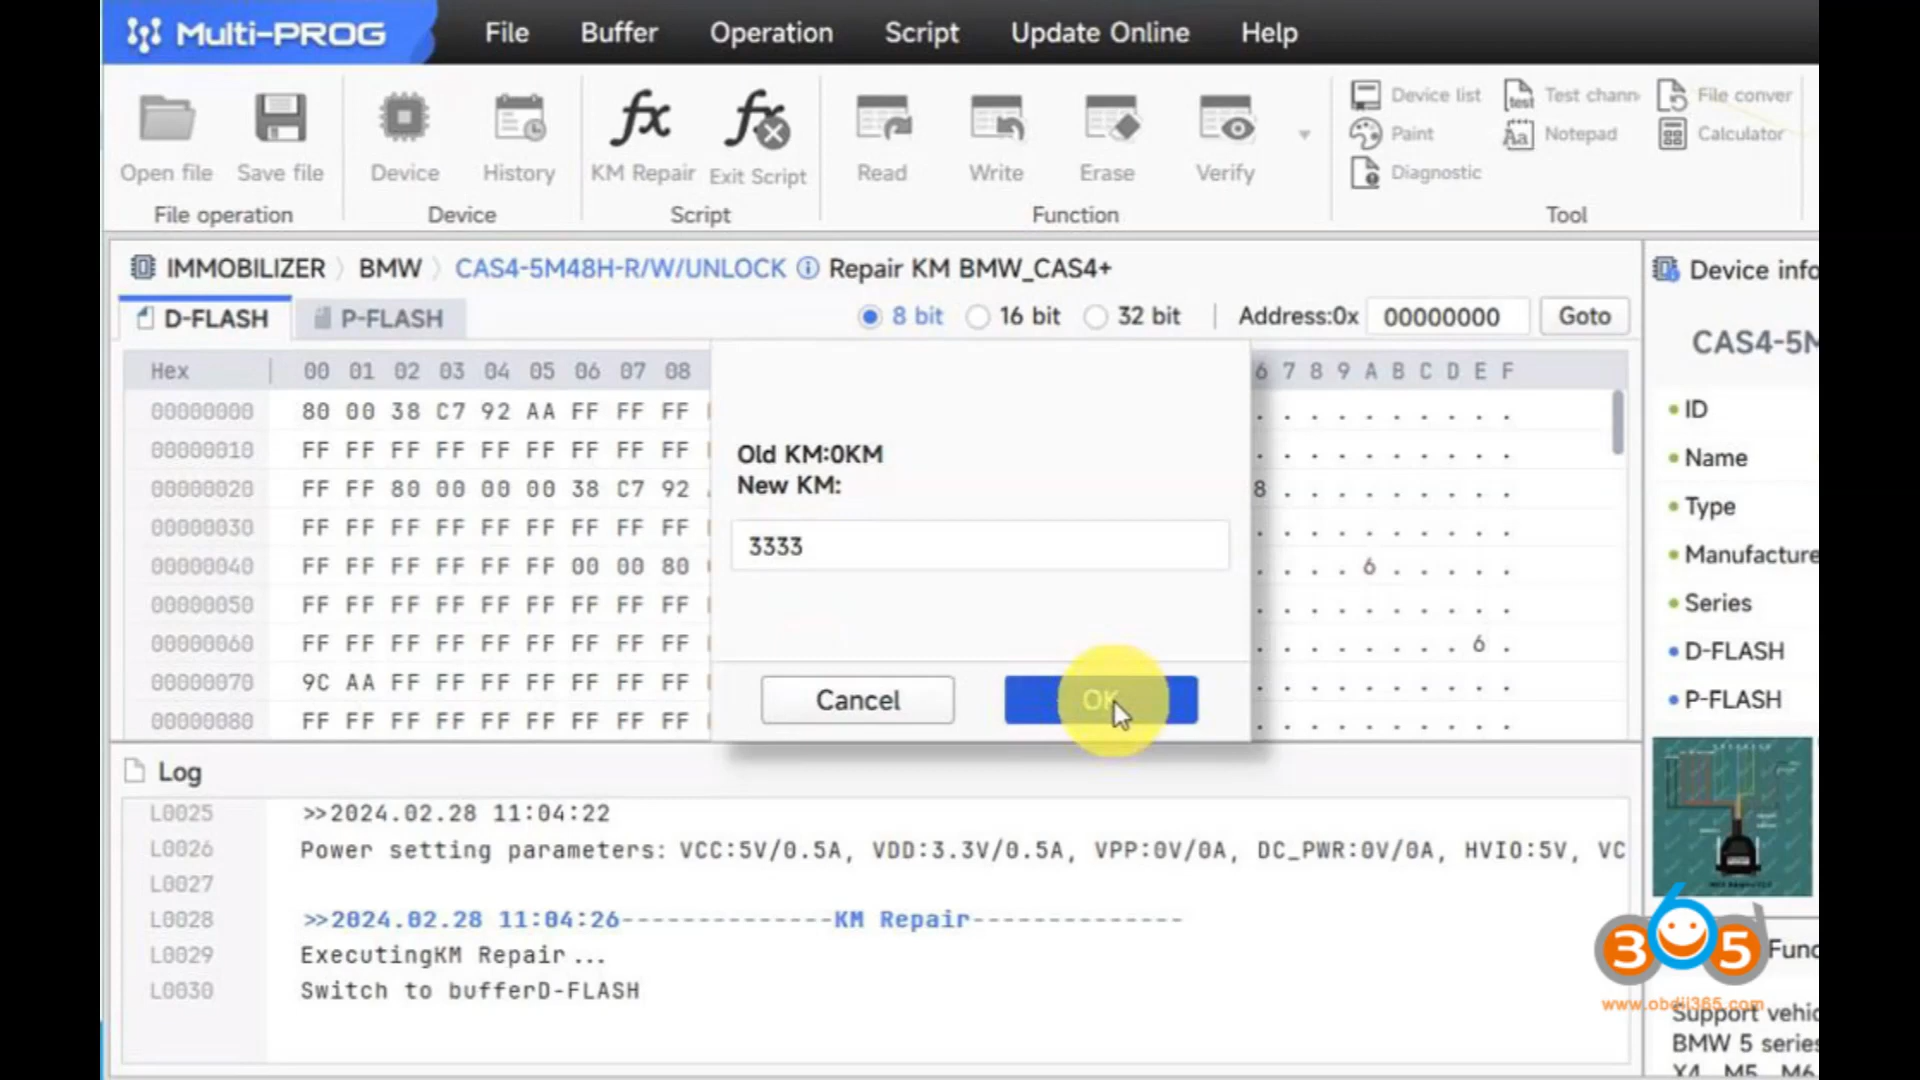 Multi-PROG File Buffer Operation Script Update Online Help
Device list Test chann File conver
Paint Notepad Calculator
Open file Save file Device History KM Repair Exit Script Read Write Erase Verify Diagnostic
File operation Device Script Function Tool
IMMOBILIZER BMW CAS4-5M48H-R/W/UNLOCK Repair KM BMW_CAS4+
D-FLASH P-FLASH 8 bit 16 bit 32 bit Address:0x 00000000 Goto
Hex 00 01 02 03 04 05 06 07 08 6 7 8 9 A B C D E F
00000000 80 00 38 C7 92 AA FF FF FF . . . . . . . . . .
00000010 FF FF FF FF FF FF FF FF FF . . . . . . . . . .
00000020 FF FF 80 00 00 00 38 C7 92 8 . . . . . . . . .
00000030 FF FF FF FF FF FF FF FF FF . . . . . . . . . .
00000040 FF FF FF FF FF FF 00 00 80 . . . . 6 . . . . .
00000050 FF FF FF FF FF FF FF FF FF . . . . . . . . . .
00000060 FF FF FF FF FF FF FF FF FF . . . . . . . . 6 .
00000070 9C AA FF FF FF FF FF FF FF . . . . . . . . . .
00000080 FF FF FF FF FF FF FF FF FF . . . . . . . . . .
Old KM:0KM
New KM:
3333
Cancel OK
Device info
CAS4-5M
ID
Name
Type
Manufacture
Series
D-FLASH
P-FLASH
Log
L0025 >>2024.02.28 11:04:22
L0026 Power setting parameters: VCC:5V/0.5A, VDD:3.3V/0.5A, VPP:0V/0A, DC_PWR:0V/0A, HVIO:5V, VC
L0027
L0028 >>2024.02.28 11:04:26--------------KM Repair--------------
L0029 ExecutingKM Repair...
L0030 Switch to bufferD-FLASH
365
www.obdii365.com
Func
Support vehic
BMW 5 series
X4, M5, M6